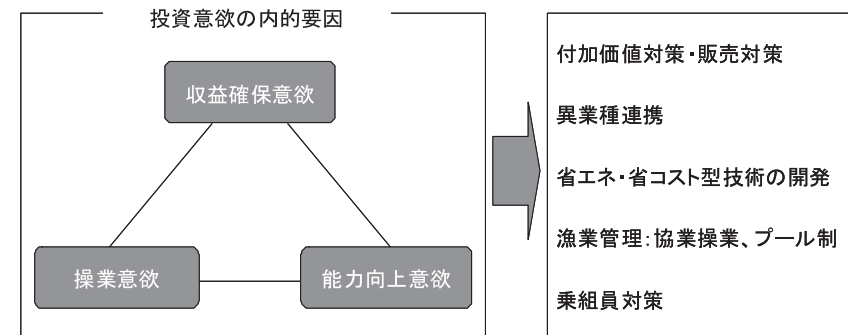 投資意欲の内的要因
収益確保意欲
操業意欲
能力向上意欲
付加価値対策・販売対策
異業種連携
省エネ・省コスト型技術の開発
漁業管理:協業操業、プール制
乗組員対策